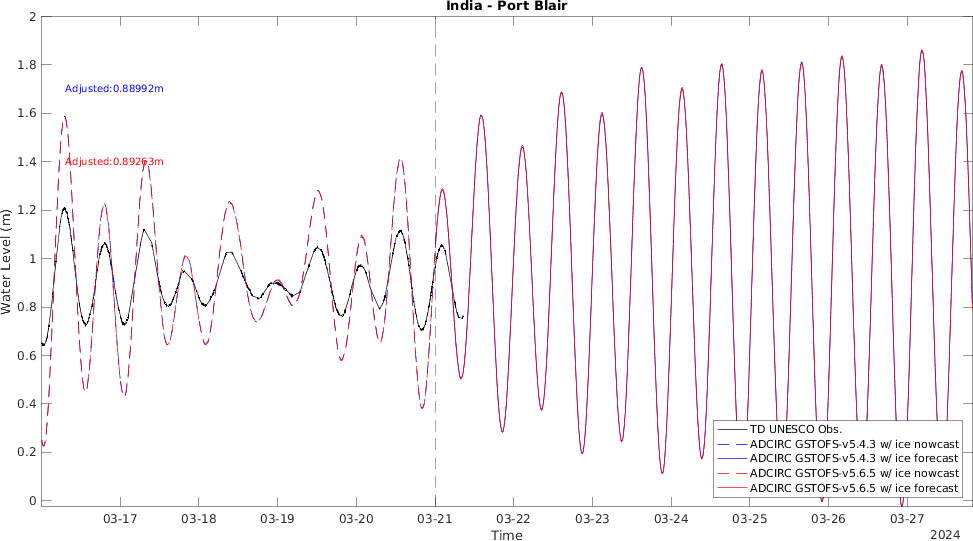 India - Port Blair
Water Level (m)
2
1.8
1.6
1.4
1.2
1
0.8
0.6
0.4
0.2
0
Adjusted:0.88992m
Adjusted:0.89263m
TD UNESCO Obs.
ADCIRC GSTOFS-v5.4.3 w/ ice nowcast
ADCIRC GSTOFS-v5.4.3 w/ ice forecast
ADCIRC GSTOFS-v5.6.5 w/ ice nowcast
ADCIRC GSTOFS-v5.6.5 w/ ice forecast
03-17 03-18 03-19 03-20 03-21 03-22 03-23 03-24 03-25 03-26 03-27
Time
2024